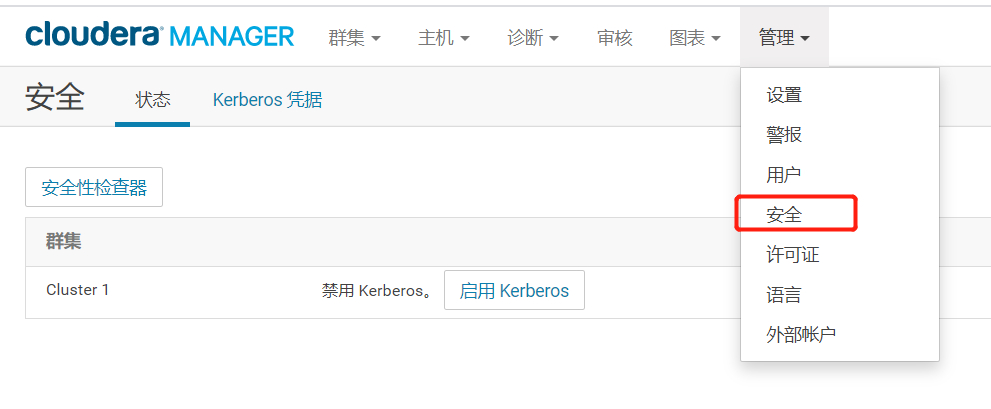 cloudera MANAGER 群集 主机 诊断 审核 图表 管理
安全 状态 Kerberos 凭据
设置
警报
用户
安全
许可证
语言
外部帐户
安全性检查器
群集
Cluster 1 禁用 Kerberos。 启用 Kerberos